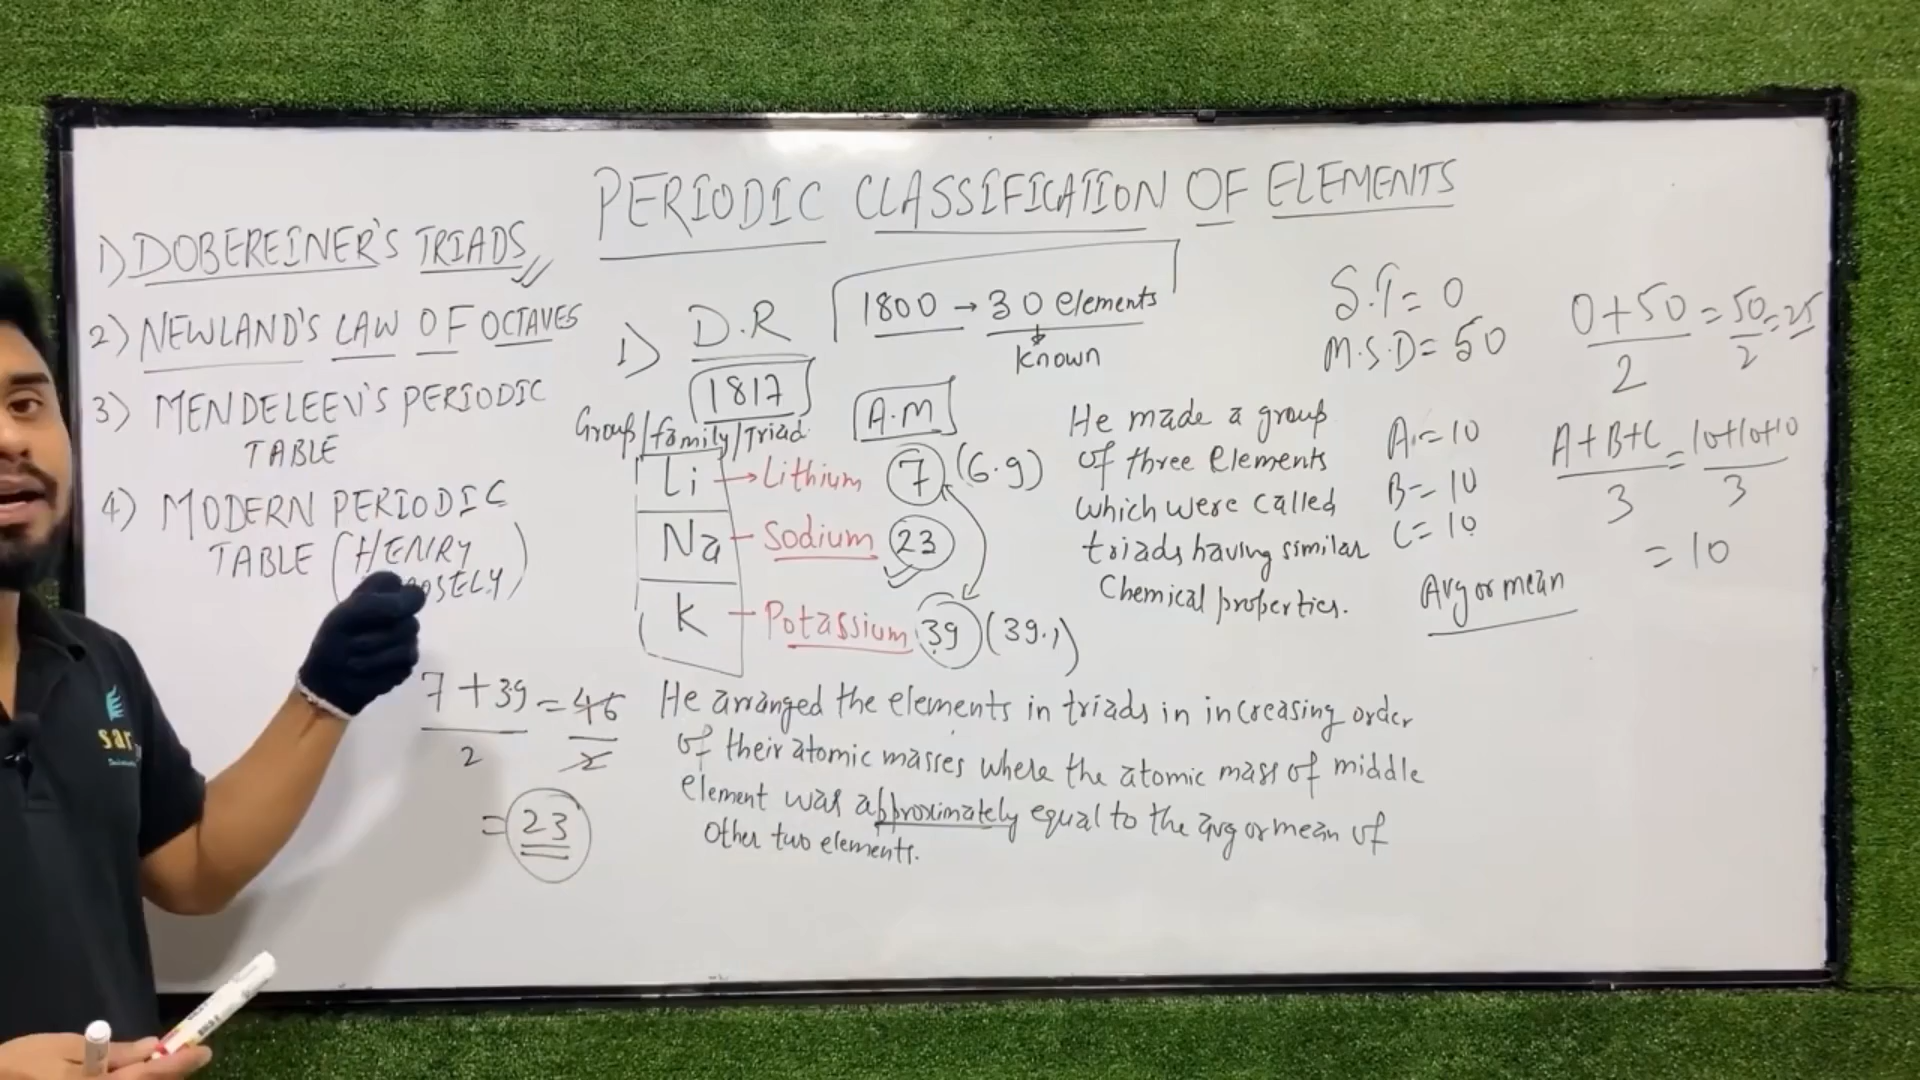 PERIODIC CLASSIFICATION OF ELEMENTS
1) DOBEREINER'S TRIADS
2) NEWLAND'S LAW OF OCTAVES
3) MENDELEEV'S PERIODIC
TABLE
4) MODERN PERIODIC
TABLE (HENRY
OSELY)
1) D.R
1817
1800 → 30 elements
known
Group/family/Triad
A.M
Li → Lithium 7 (6.9)
Na - Sodium 23
K - Potassium 39 (39.1)
He made a group
of three elements
which were called
triads having similar
Chemical properties.
S.T = 0
M.S.D = 50
0+50/2 = 50/2 = 25
A = 10
B = 10
C = 10
A+B+C/3 = 10+10+10/3
= 10
Avg or mean
7+39/2 = 46/2
= 23
He arranged the elements in triads in increasing order
of their atomic masses where the atomic mass of middle
element was approximately equal to the avg or mean of
Other two elements.
sar